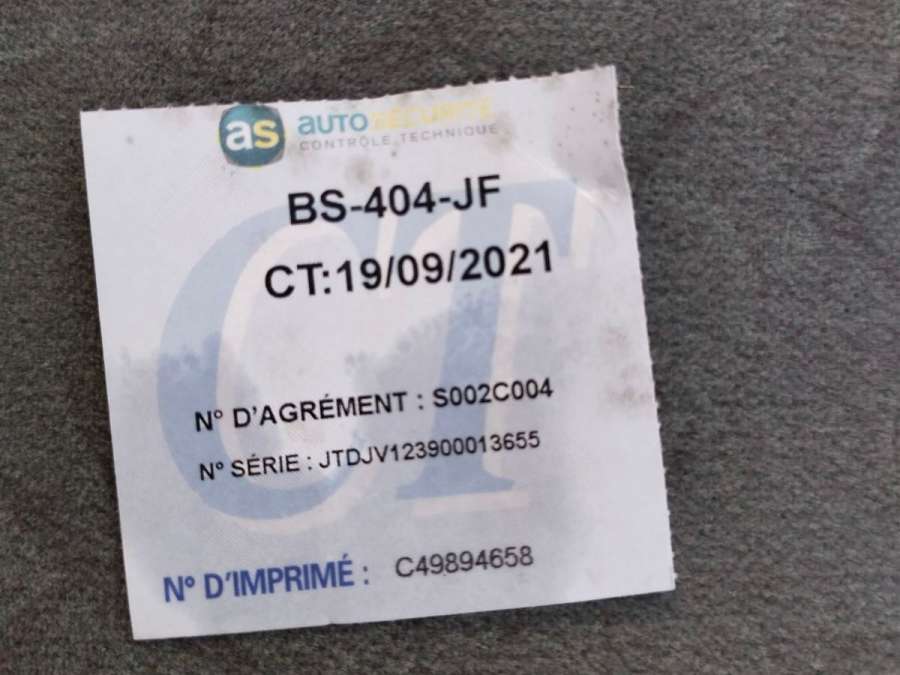 as AUTO SÉCURITÉ
CONTRÔLE TECHNIQUE
BS-404-JF
CT:19/09/2021
N° D'AGRÉMENT : S002C004
N° SÉRIE : JTDJV123900013655
N° D'IMPRIMÉ : C49894658
CT